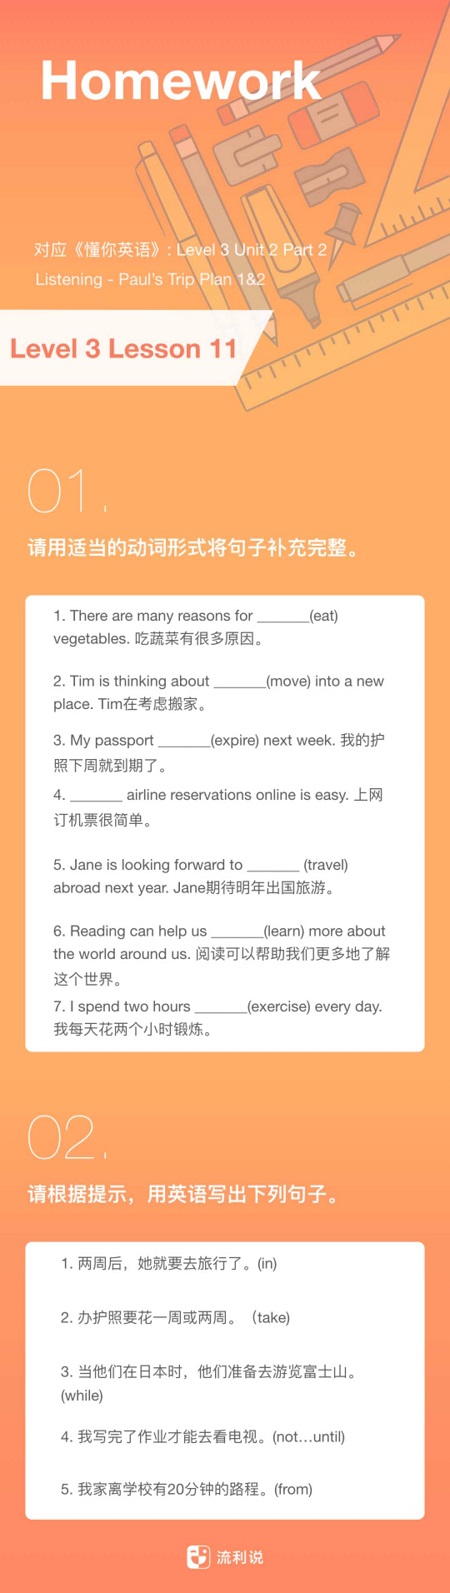 Homework
对应《懂你英语》: Level 3 Unit 2 Part 2
Listening - Paul's Trip Plan 1&2
Level 3 Lesson 11
01.
请用适当的动词形式将句子补充完整。
1. There are many reasons for _______(eat)
vegetables. 吃蔬菜有很多原因。
2. Tim is thinking about _______(move) into a new
place. Tim在考虑搬家。
3. My passport _______(expire) next week. 我的护
照下周就到期了。
4. _______ airline reservations online is easy. 上网
订机票很简单。
5. Jane is looking forward to _______ (travel)
abroad next year. Jane期待明年出国旅游。
6. Reading can help us _______(learn) more about
the world around us. 阅读可以帮助我们更多地了解
这个世界。
7. I spend two hours _______(exercise) every day.
我每天花两个小时锻炼。
02.
请根据提示，用英语写出下列句子。
1. 两周后，她就要去旅行了。(in)
2. 办护照要花一周或两周。（take)
3. 当他们在日本时，他们准备去游览富士山。
(while)
4. 我写完了作业才能去看电视。(not...until)
5. 我家离学校有20分钟的路程。(from)
流利说